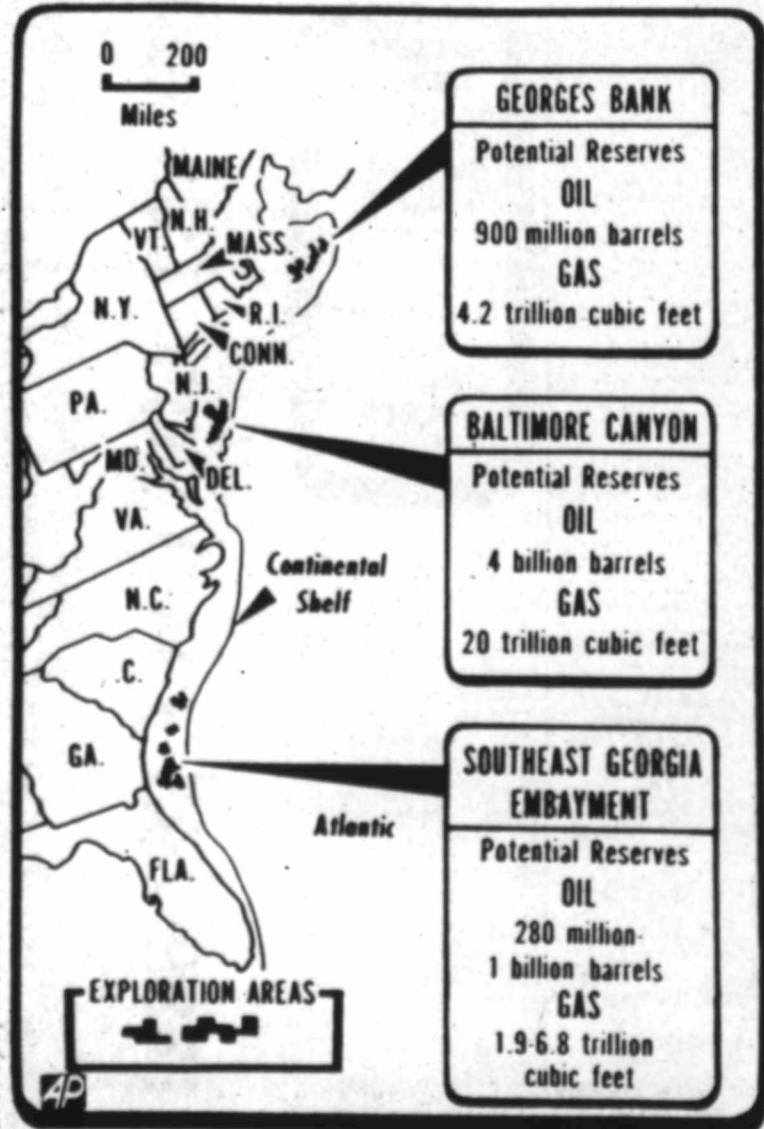 0 200
Miles
MAINE
N.H.
VT.
MASS.
N.Y.
R.I.
CONN.
N.J.
PA.
MD.
DEL.
VA.
Continental
Shelf
N.C.
.C.
GA.
Atlantic
FLA.
EXPLORATION AREAS
AP
GEORGES BANK
Potential Reserves
OIL
900 million barrels
GAS
4.2 trillion cubic feet
BALTIMORE CANYON
Potential Reserves
OIL
4 billion barrels
GAS
20 trillion cubic feet
SOUTHEAST GEORGIA
EMBAYMENT
Potential Reserves
OIL
280 million-
1 billion barrels
GAS
1.9-6.8 trillion
cubic feet